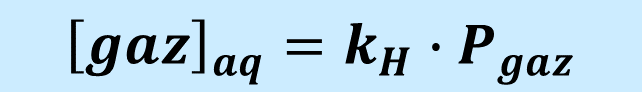 [gaz]aq = kH · Pgaz